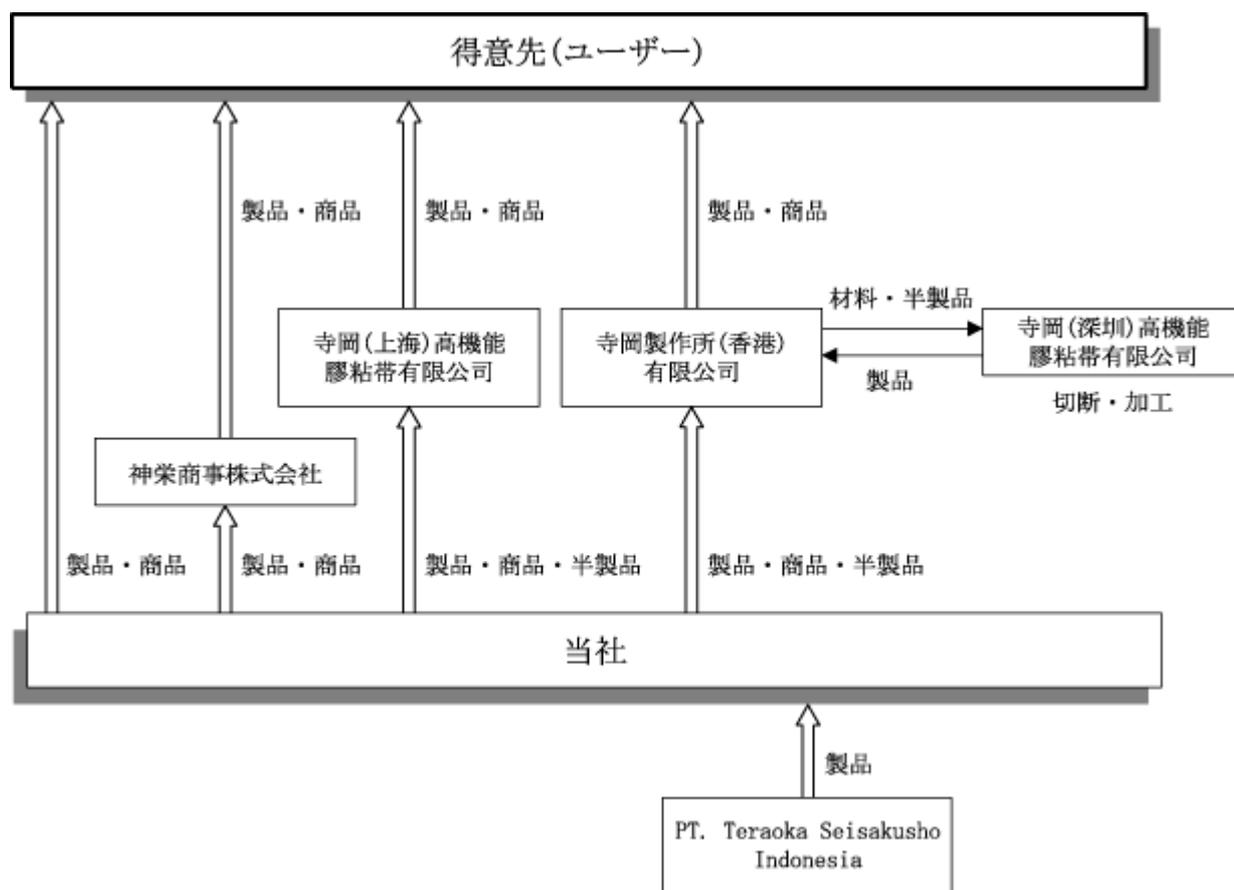 得意先(ユーザー)
製品・商品
製品・商品
製品・商品
材料・半製品
寺岡(上海)高機能
膠粘帯有限公司
寺岡製作所(香港)
有限公司
寺岡(深圳)高機能
膠粘帯有限公司
製品
切断・加工
神栄商事株式会社
製品・商品
製品・商品
製品・商品・半製品
製品・商品・半製品
当社
製品
PT. Teraoka Seisakusho
Indonesia